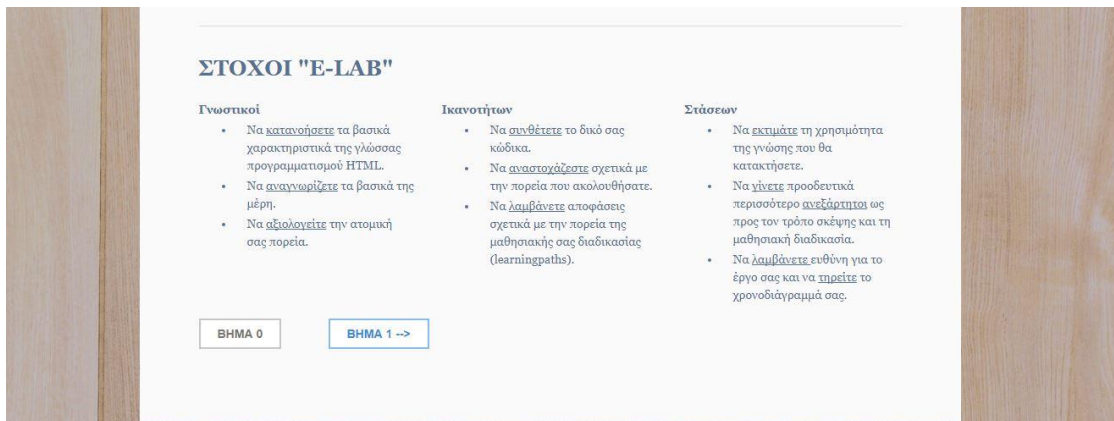 ΣΤΟΧΟΙ "E-LAB"
Γνωστικοί
• Να κατανοήσετε τα βασικά
χαρακτηριστικά της γλώσσας
προγραμματισμού HTML.
• Να αναγνωρίζετε τα βασικά της
μέρη.
• Να αξιολογείτε την ατομική
σας πορεία.
Ικανοτήτων
• Να συνθέτετε το δικό σας
κώδικα.
• Να αναστοχάζεστε σχετικά με
την πορεία που ακολουθήσατε.
• Να λαμβάνετε αποφάσεις
σχετικά με την πορεία της
μαθησιακής σας διαδικασίας
(learningpaths).
Στάσεων
• Να εκτιμάτε τη χρησιμότητα
της γνώσης που θα
κατακτήσετε.
• Να γίνετε προοδευτικά
περισσότερο ανεξάρτητοι ως
προς τον τρόπο σκέψης και τη
μαθησιακή διαδικασία.
• Να λαμβάνετε ευθύνη για το
έργο σας και να τηρείτε το
χρονοδιάγραμμά σας.
ΒΗΜΑ 0
ΒΗΜΑ 1 -->